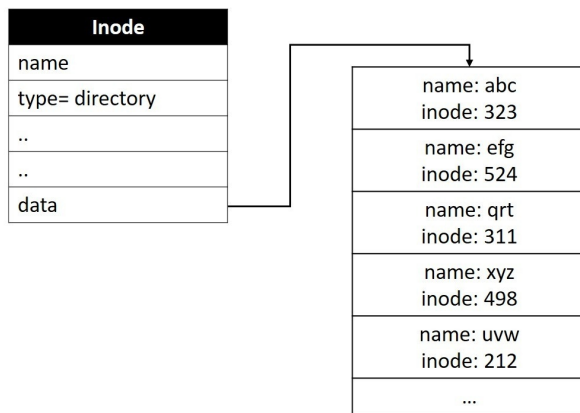 Inode
name
type= directory
..
..
data
name: abc
inode: 323
name: efg
inode: 524
name: qrt
inode: 311
name: xyz
inode: 498
name: uvw
inode: 212
...